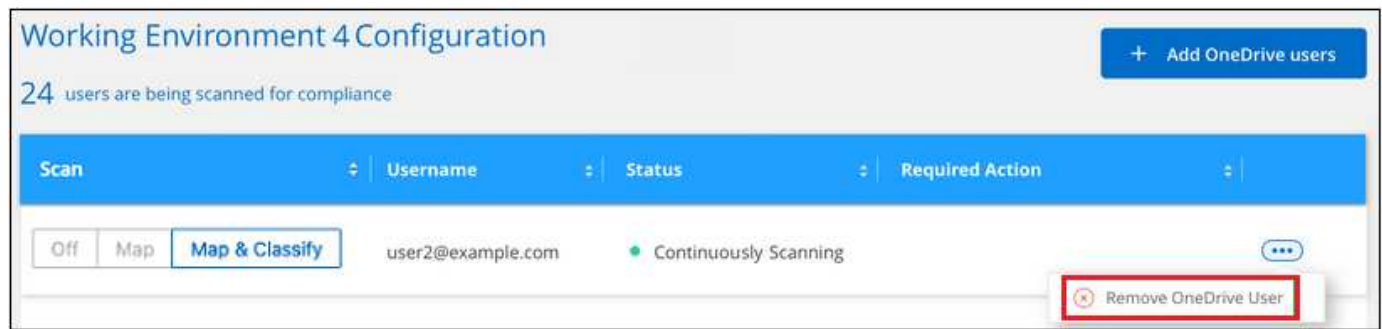 Working Environment 4 Configuration
+ Add OneDrive users
24 users are being scanned for compliance
Scan Username Status Required Action
Off Map Map & Classify user2@example.com Continuously Scanning
Remove OneDrive User